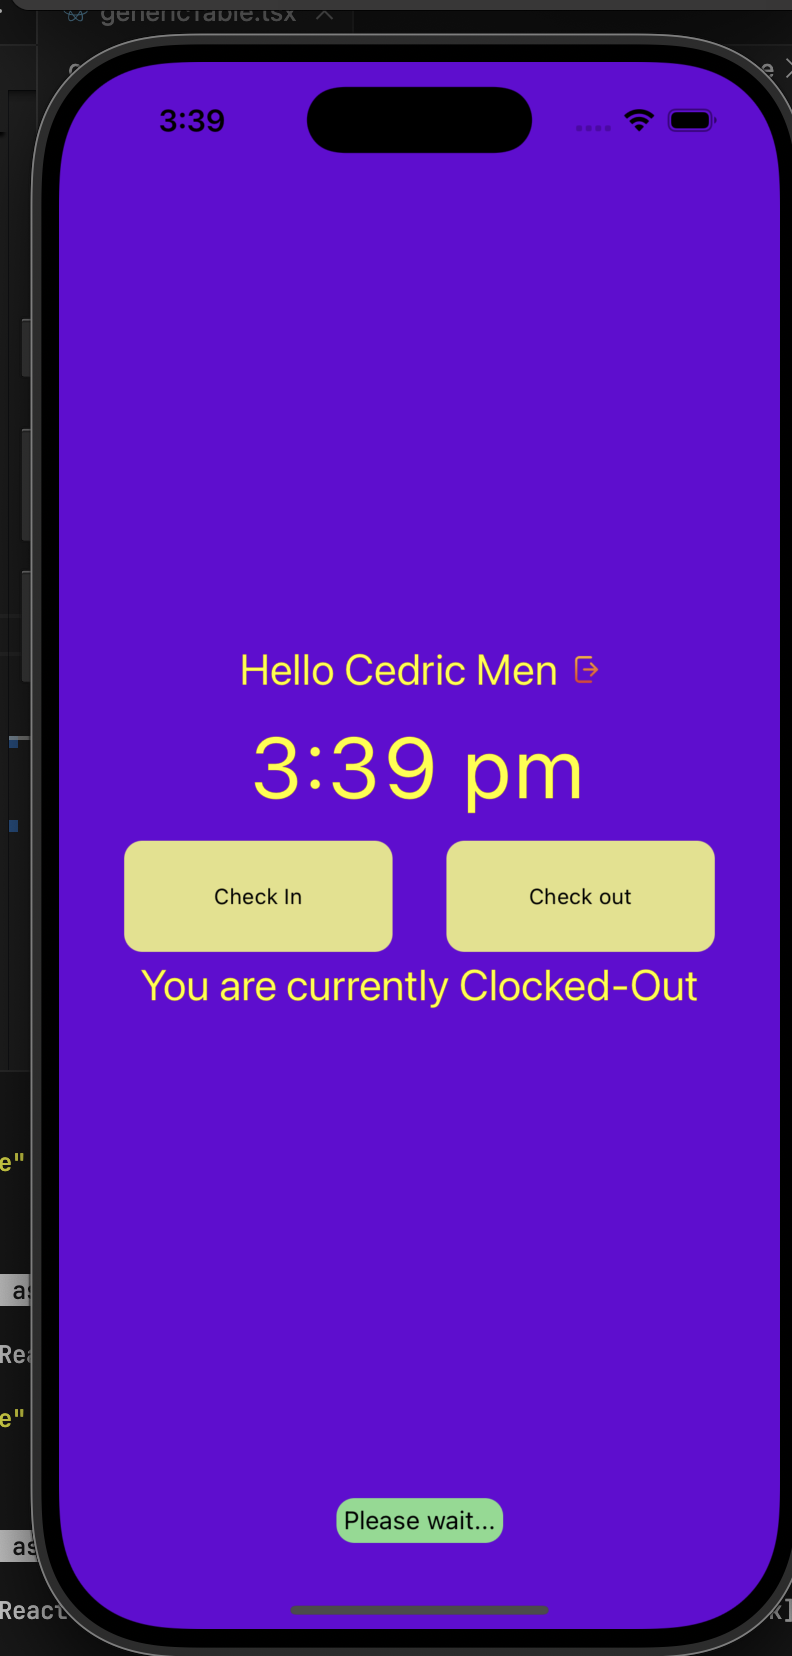 genericTable.tsx
3:39
Hello Cedric Men
3:39 pm
Check In
Check out
You are currently Clocked-Out
e"
as
Rea
e"
Please wait...
as
React